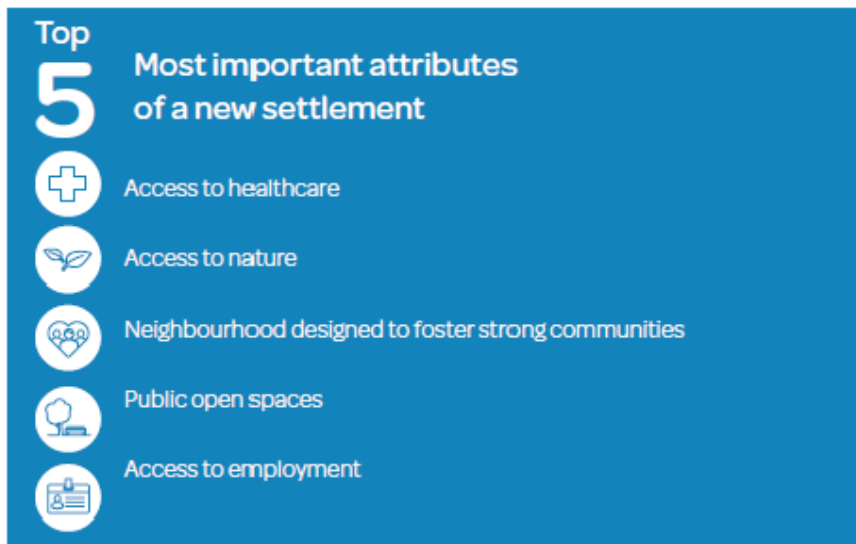 Top
5
Most important attributes
of a new settlement
Access to healthcare
Access to nature
Neighbourhood designed to foster strong communities
Public open spaces
Access to employment